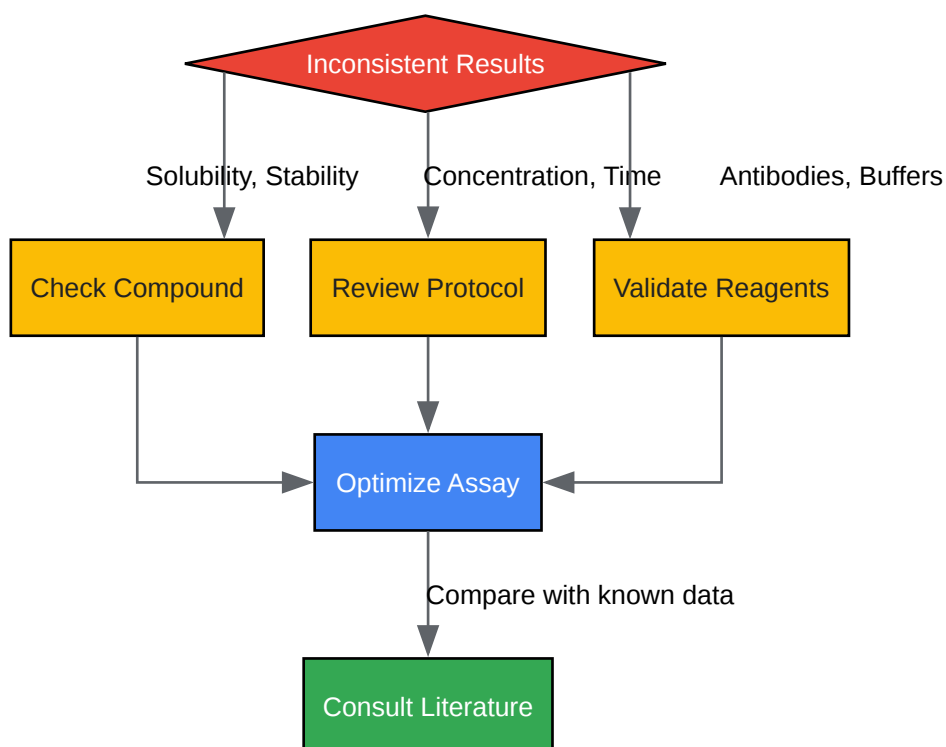 Inconsistent Results
Solubility, Stability
Concentration, Time
Antibodies, Buffers
Check Compound
Review Protocol
Validate Reagents
Optimize Assay
Compare with known data
Consult Literature